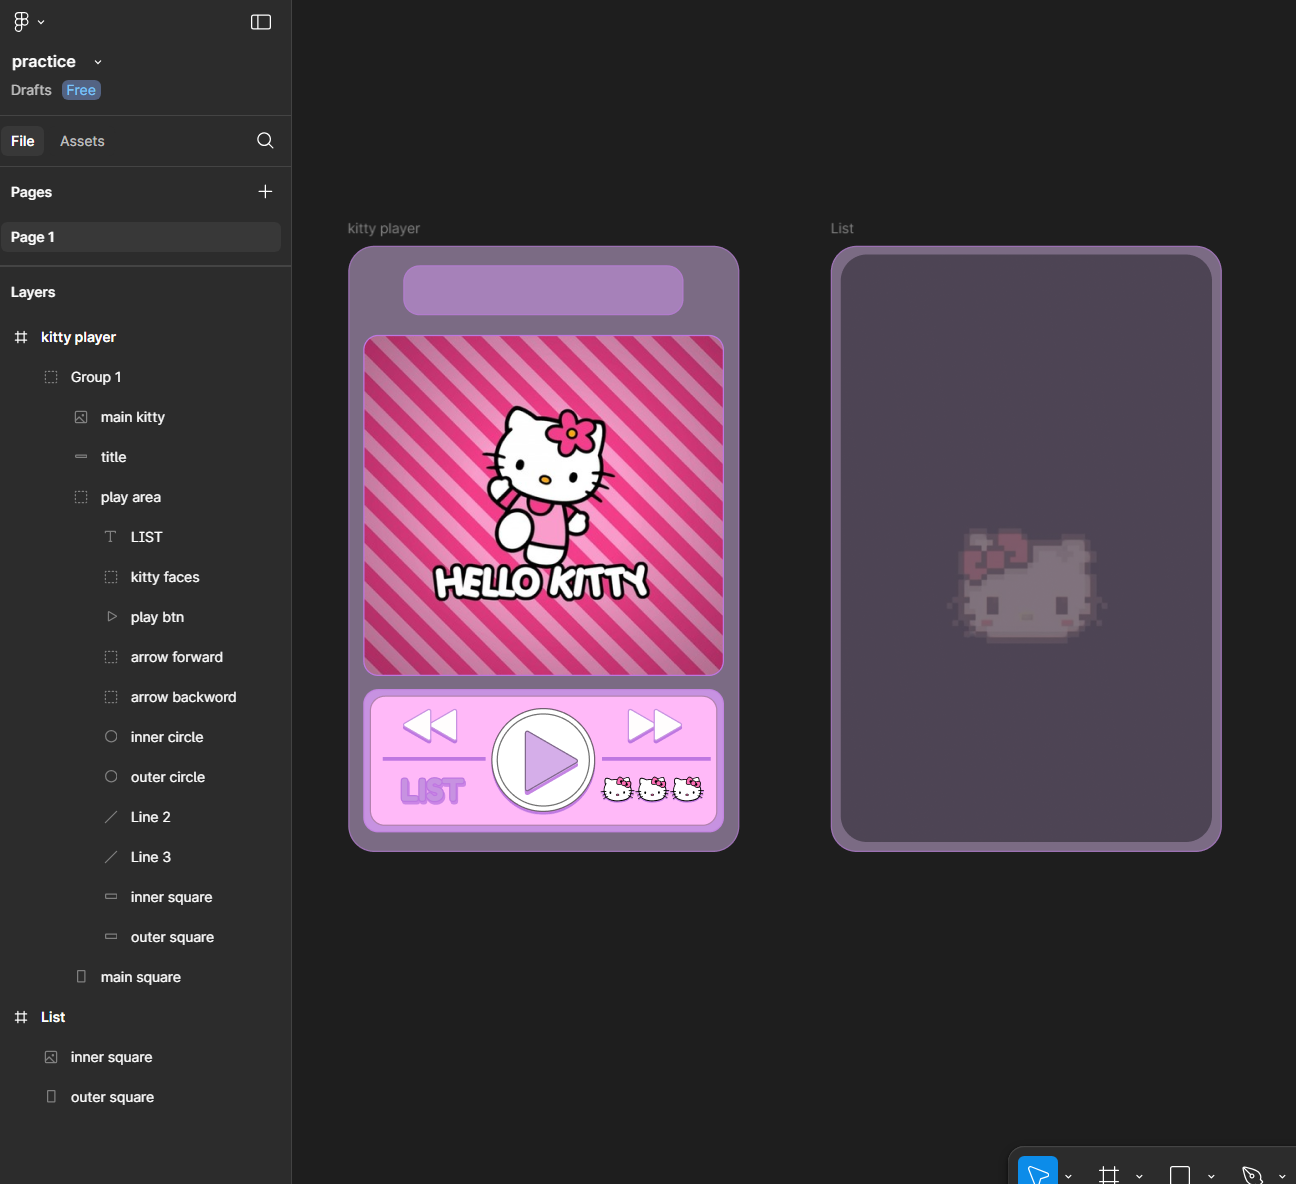 practice
Drafts Free
File Assets
Pages
Page 1
Layers
kitty player
Group 1
main kitty
title
play area
LIST
kitty faces
play btn
arrow forward
arrow backword
inner circle
outer circle
Line 2
Line 3
inner square
outer square
main square
List
inner square
outer square
kitty player
HELLO KITTY
LIST
List